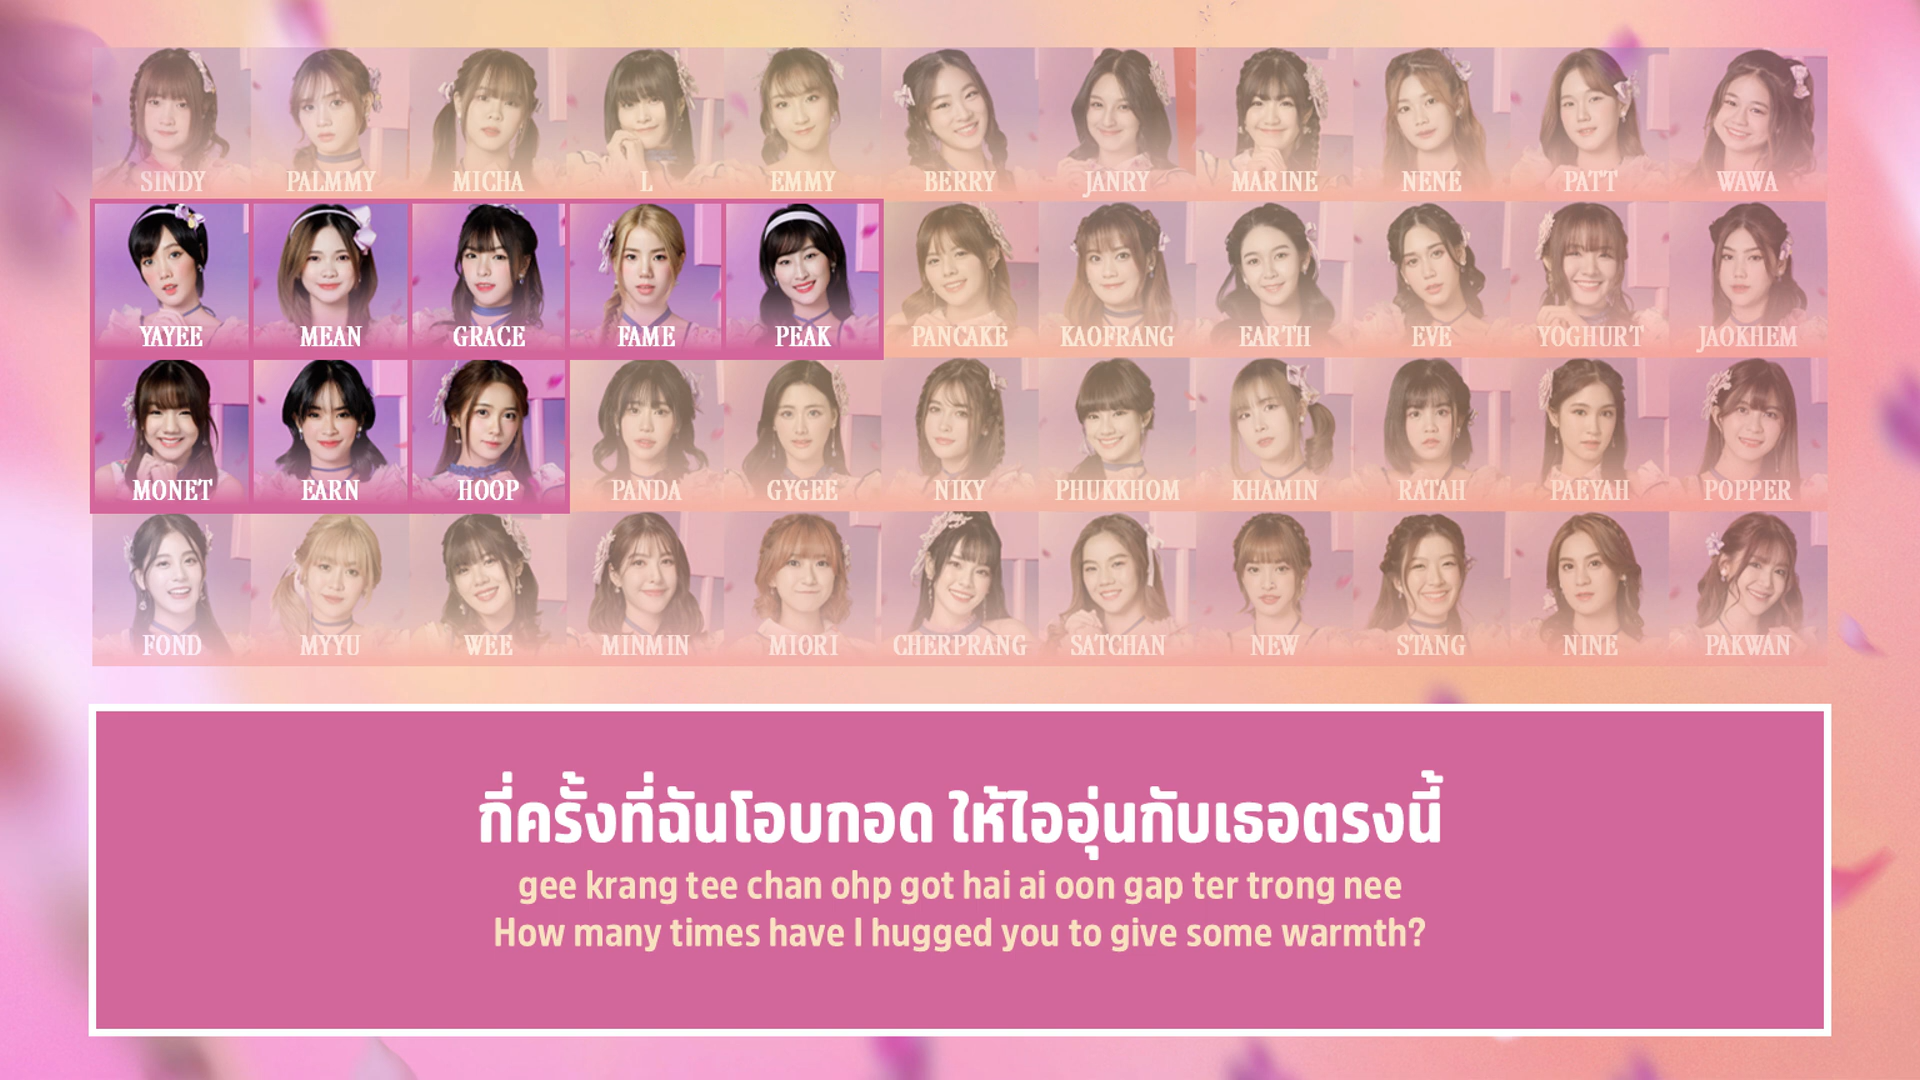 SINDY PALMMY MICHA L EMMY BERRY JANRY MARINE NENE PATT WAWA
YAYEE MEAN GRACE FAME PEAK PANCAKE KAOFRANG EARTH EVE YOGHURT JAOKHEM
MONET EARN HOOP PANDA GYGEE NIKY PHUKKHOM KHAMIN RATAH PAEYAH POPPER
FOND MYYU WEE MINMIN MIORI CHERPRANG SATCHAN NEW STANG NINE PAKWAN
กี่ครั้งที่ฉันโอบกอด ให้ไออุ่นกับเธอตรงนี้
gee krang tee chan ohp got hai ai oon gap ter trong nee
How many times have I hugged you to give some warmth?